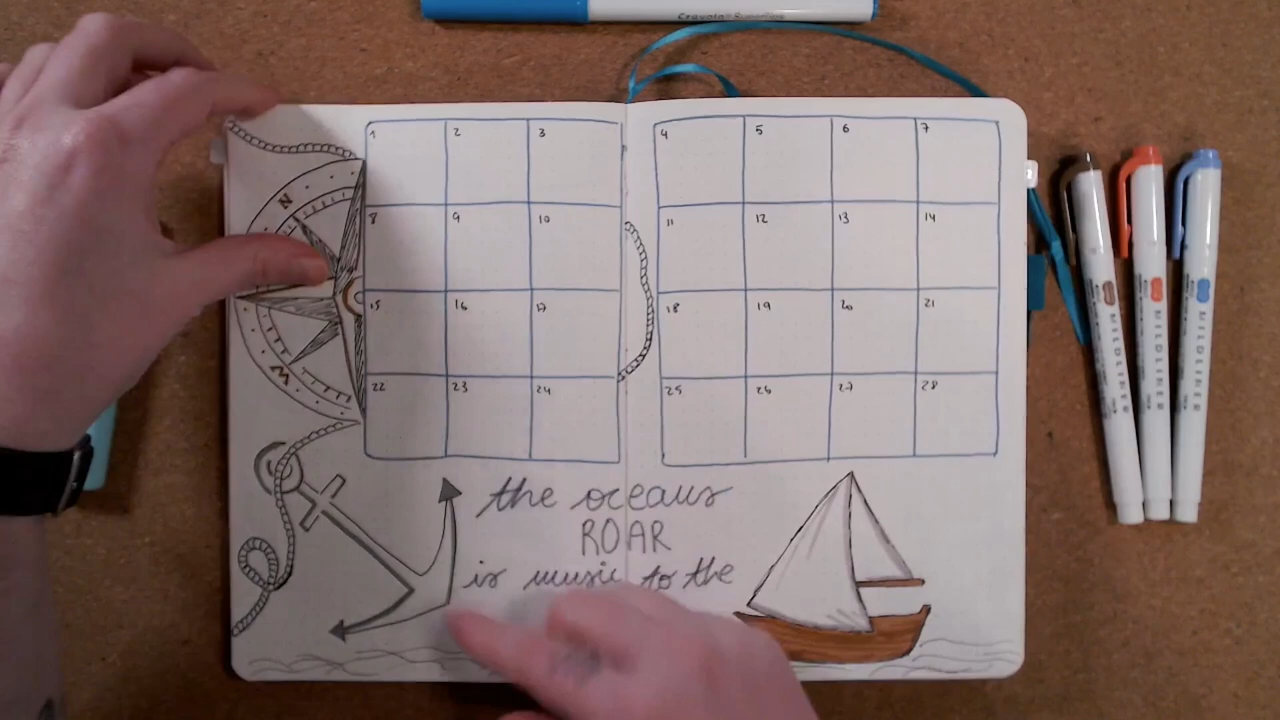 Crayola SuperTips
1 2 3 4 5 6 7
8 9 10 11 12 13 14
15 16 17 18 19 20 21
22 23 24 25 26 27 28
N
W
the oceans
ROAR
is music to the
MILDLINER
MILDLINER
MILDLINER